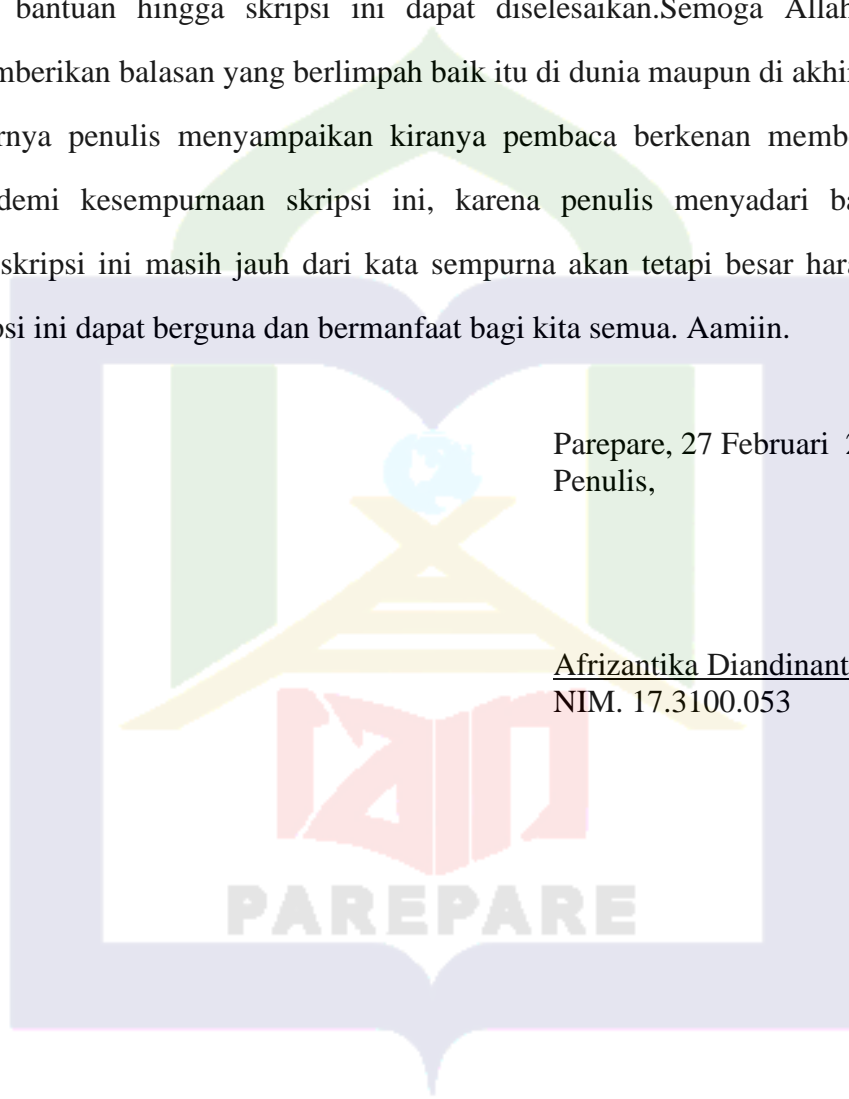 bantuan hingga skripsi ini dapat diselesaikan.Semoga Allah
mberikan balasan yang berlimpah baik itu di dunia maupun di akhi
rnya penulis menyampaikan kiranya pembaca berkenan memb
demi kesempurnaan skripsi ini, karena penulis menyadari ba
skripsi ini masih jauh dari kata sempurna akan tetapi besar hara
si ini dapat berguna dan bermanfaat bagi kita semua. Aamiin.
Parepare, 27 Februari 2
Penulis,
Afrizantika Diandinant
NIM. 17.3100.053
iain
PAREPARE